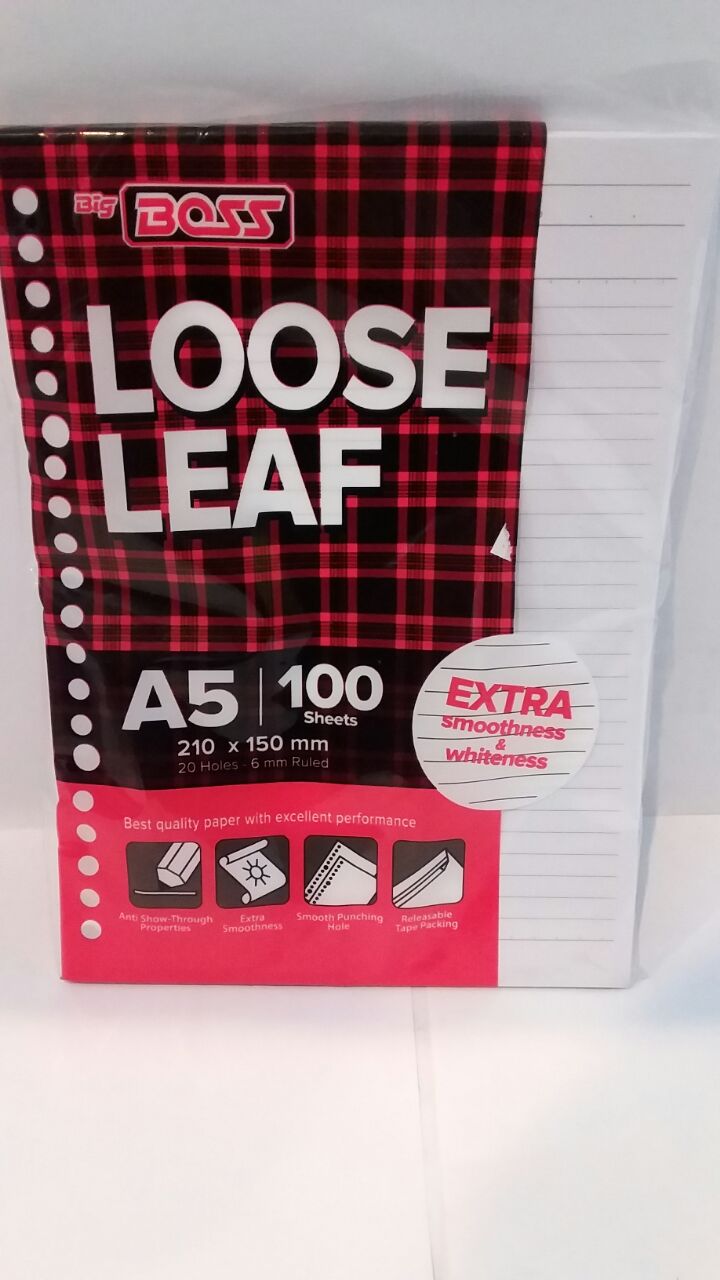 Big BOSS
LOOSE
LEAF
A5 | 100
Sheets
210 x 150 mm
20 Holes - 6 mm Ruled
EXTRA
smoothness
&
whiteness
Best quality paper with excellent performance
Anti Show-Through
Properties
Extra
Smoothness
Smooth Punching
Hole
Releasable
Tape Packing